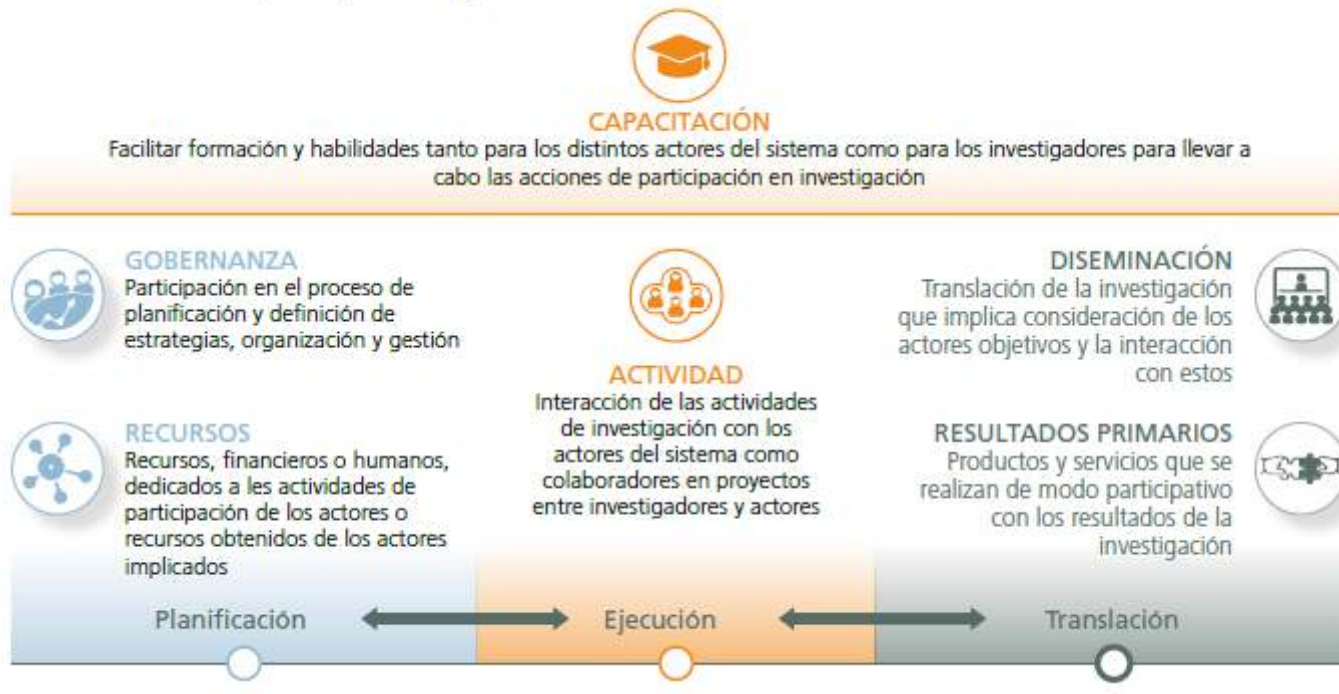 CAPACITACIÓN
Facilitar formación y habilidades tanto para los distintos actores del sistema como para los investigadores para llevar a
cabo las acciones de participación en investigación
GOBERNANZA
Participación en el proceso de
planificación y definición de
estrategias, organización y gestión
RECURSOS
Recursos, financieros o humanos,
dedicados a les actividades de
participación de los actores o
recursos obtenidos de los actores
implicados
ACTIVIDAD
Interacción de las actividades
de investigación con los
actores del sistema como
colaboradores en proyectos
entre investigadores y actores
DISEMINACIÓN
Translación de la investigación
que implica consideración de los
actores objetivos y la interacción
con estos
RESULTADOS PRIMARIOS
Productos y servicios que se
realizan de modo participativo
con los resultados de la
investigación
Planificación
Ejecución
Translación